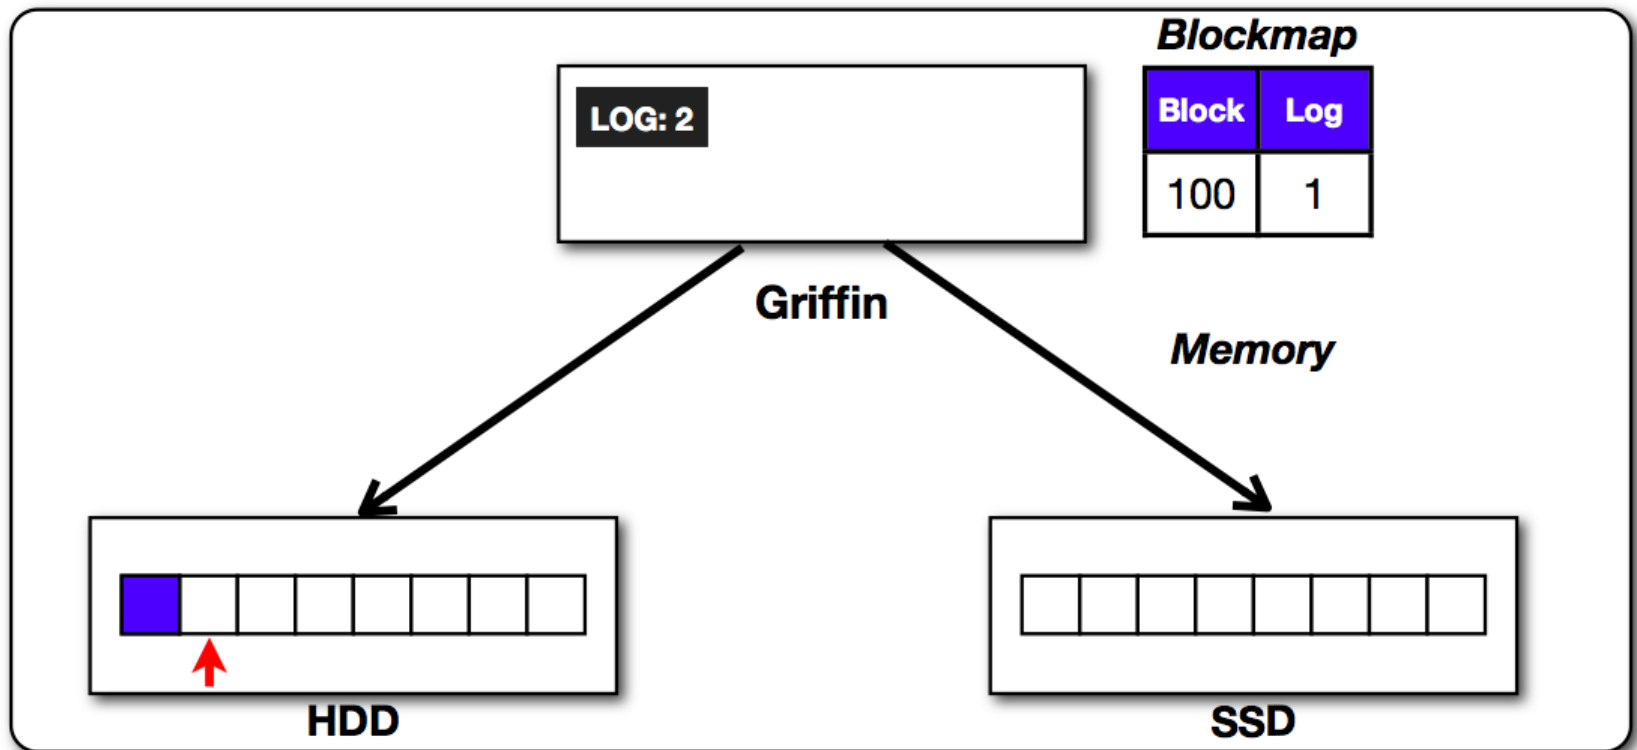 Blockmap
LOG: 2
Block Log
100 1
Griffin
Memory
HDD
SSD